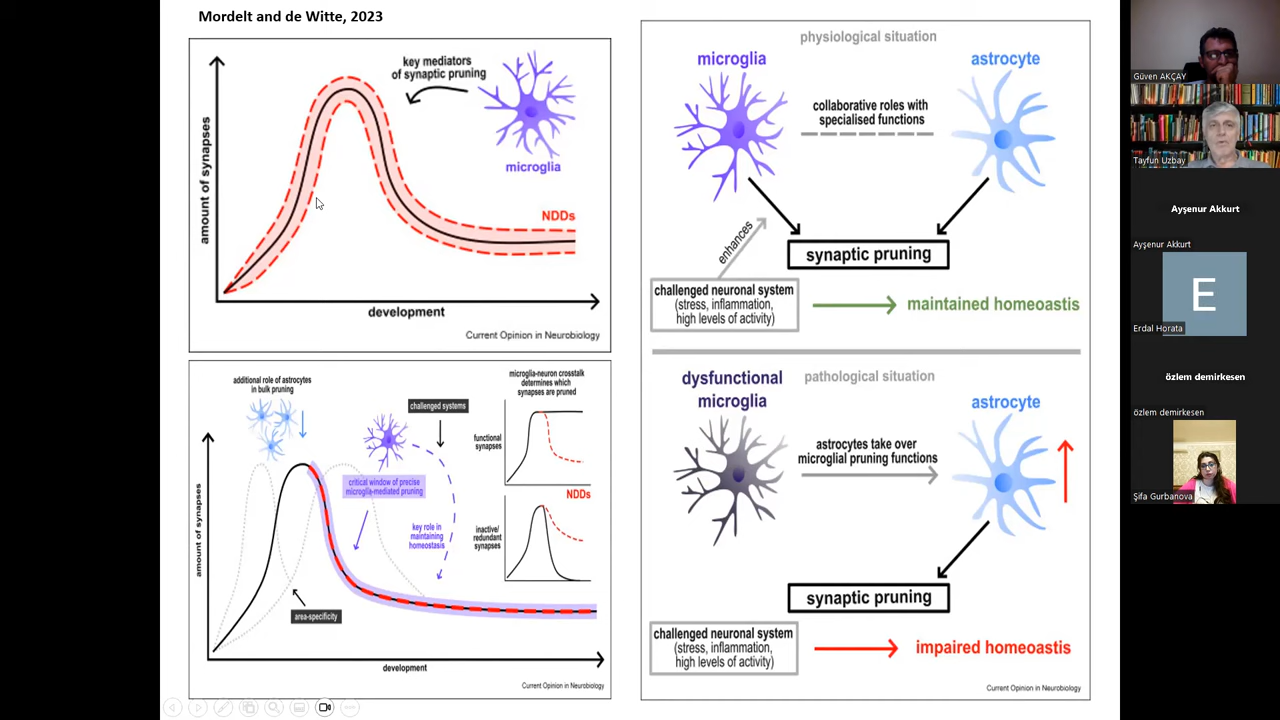 Mordelt and de Witte, 2023
key mediators
of synaptic pruning
microglia
NDDs
amount of synapses
development
Current Opinion in Neurobiology
additional role of astrocytes
in bulk pruning
challenged systems
microglia-neuron crosstalk
determines which
synapses are pruned
functional
synapses
critical window of precise
microglia-mediated pruning
NDDs
key role in
maintaining
homeostasis
inactive/
redundant
synapses
area-specificity
amount of synapses
development
Current Opinion in Neurobiology
physiological situation
microglia
astrocyte
collaborative roles with
specialised functions
enhances
synaptic pruning
challenged neuronal system
(stress, inflammation,
high levels of activity)
maintained homeoastis
dysfunctional
microglia
pathological situation
astrocyte
astrocytes take over
microglial pruning functions
synaptic pruning
challenged neuronal system
(stress, inflammation,
high levels of activity)
impaired homeoastis
Current Opinion in Neurobiology
Güven AKÇAY
Tayfun Uzbay
Ayşenur Akkurt
Ayşenur Akkurt
E
Erdal Horata
özlem demirkesen
özlem demirkesen
Şifa Gurbanova